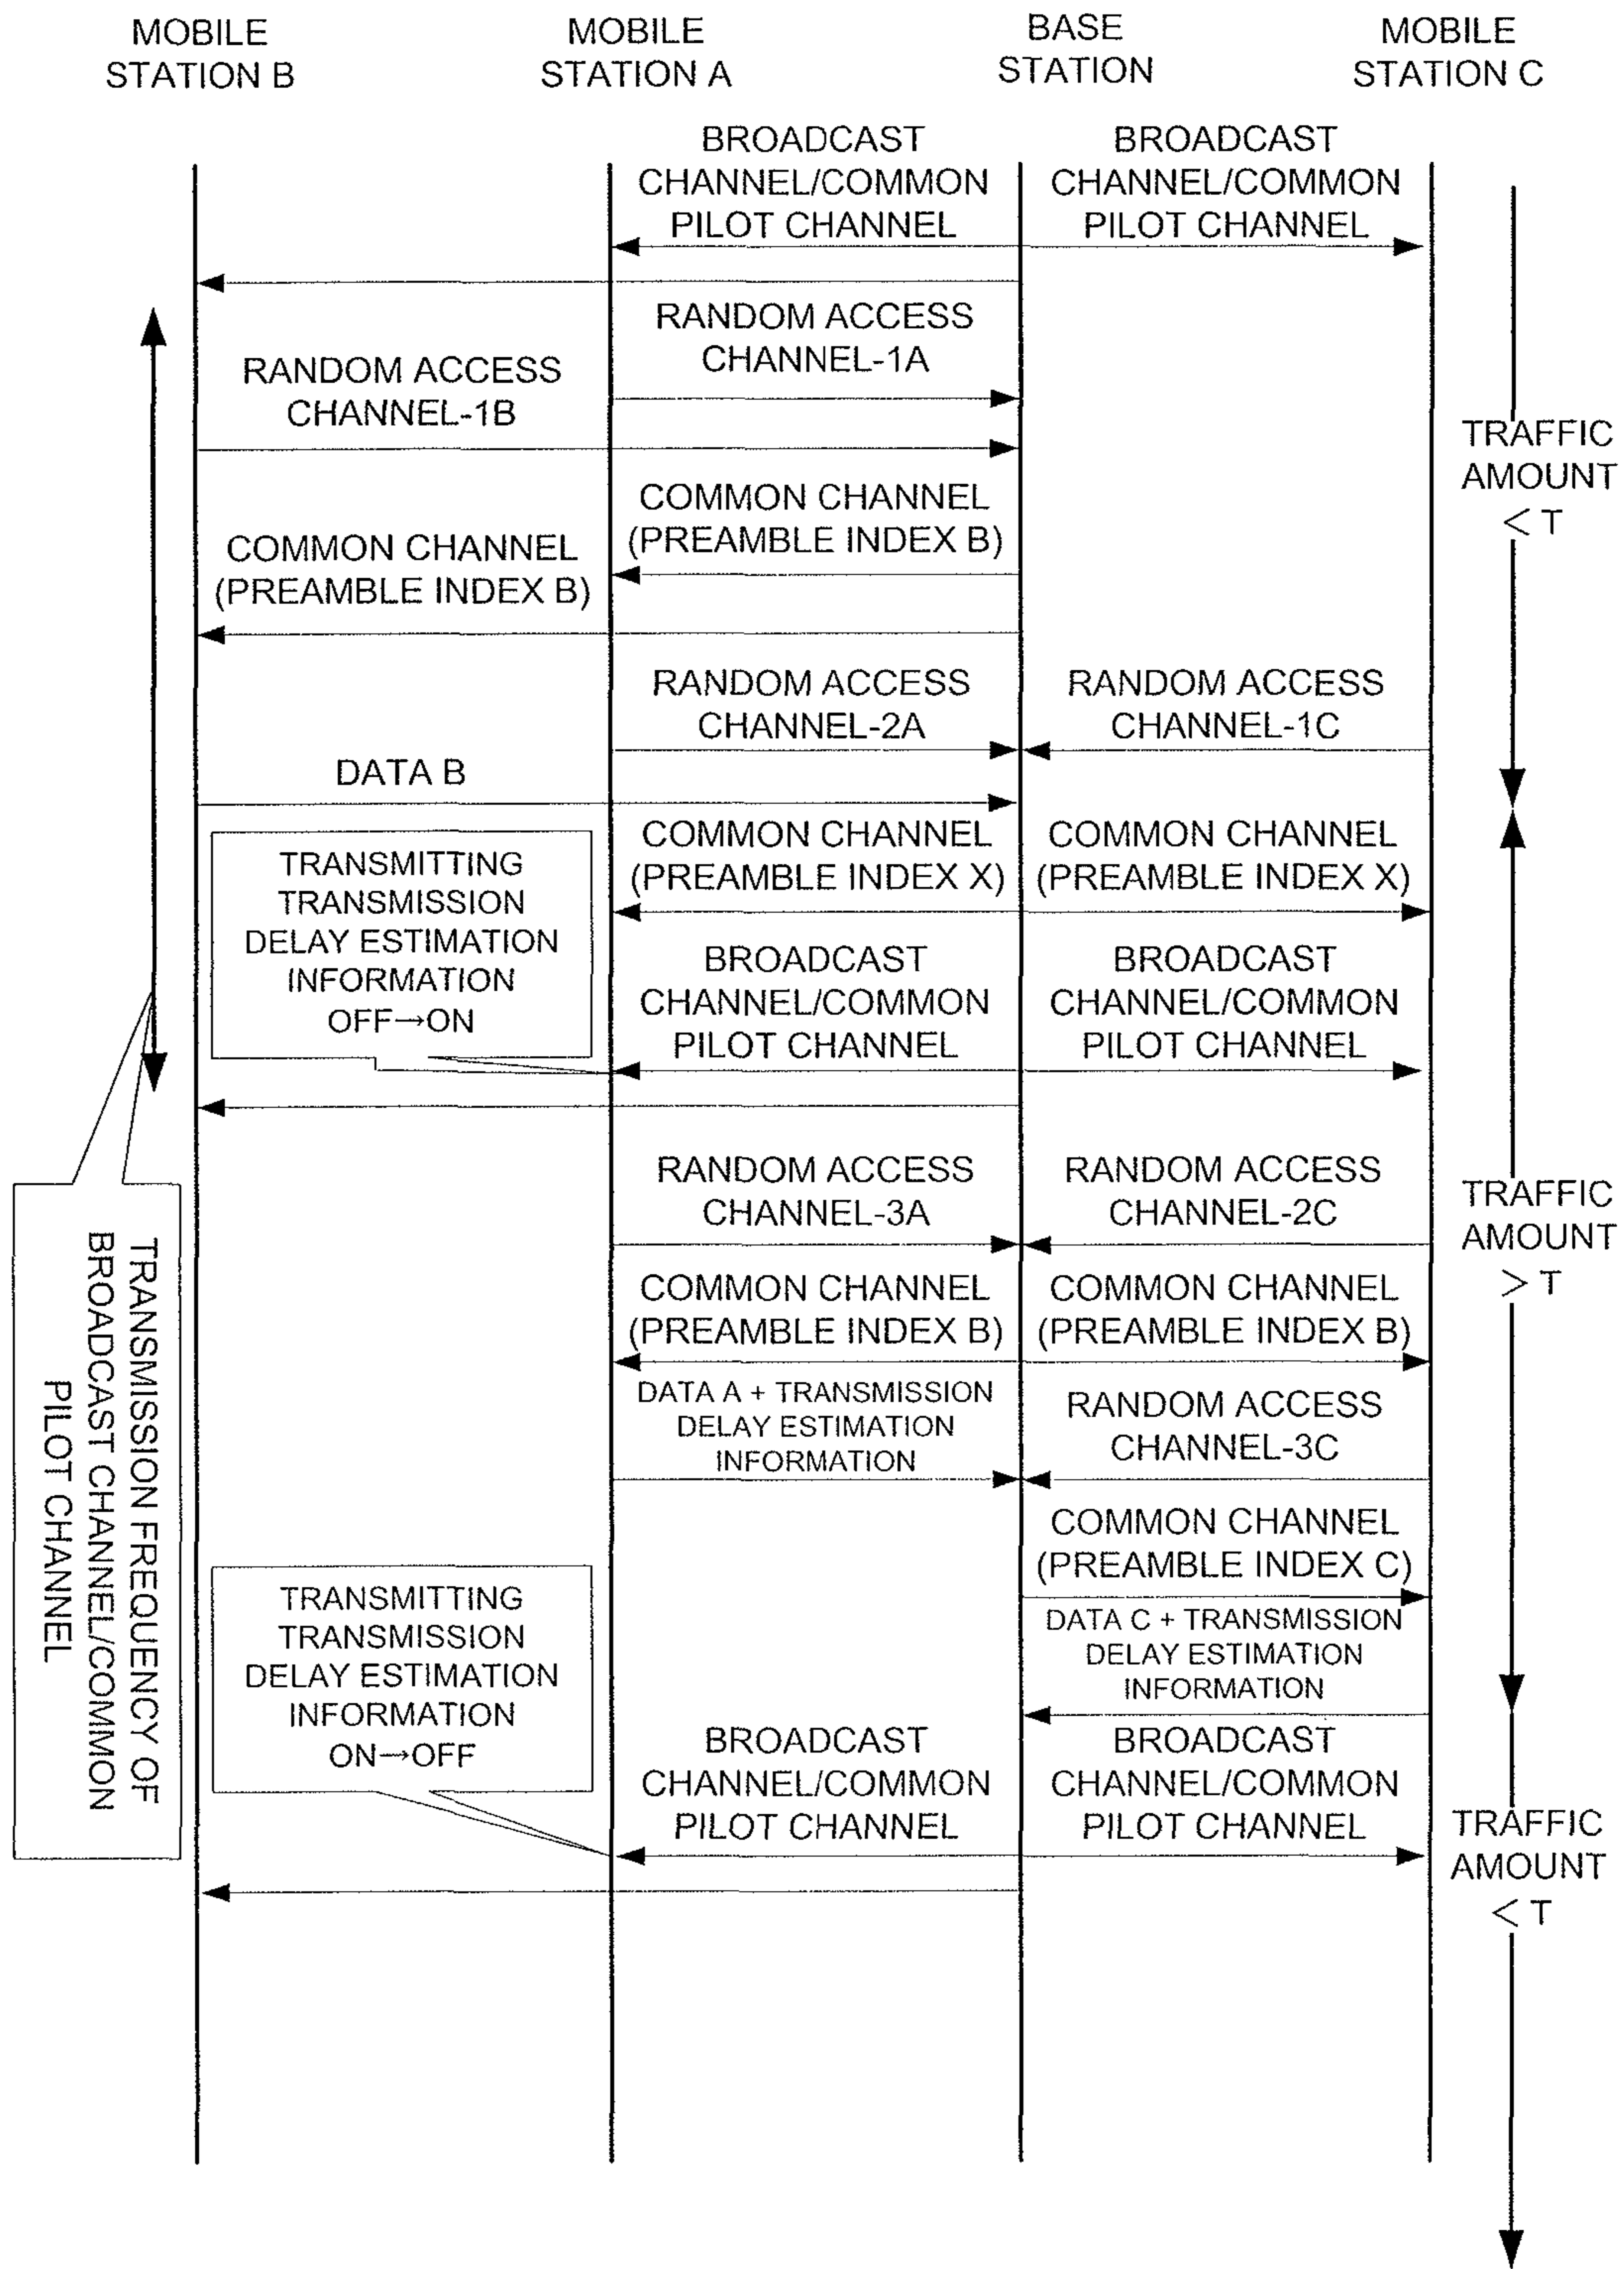 MOBILE
STATION B
MOBILE
STATION A
BASE
STATION
MOBILE
STATION C
BROADCAST
CHANNEL/COMMON
PILOT CHANNEL
BROADCAST
CHANNEL/COMMON
PILOT CHANNEL
RANDOM ACCESS
CHANNEL-1A
RANDOM ACCESS
CHANNEL-1B
TRAFFIC
AMOUNT
< T
COMMON CHANNEL
(PREAMBLE INDEX B)
COMMON CHANNEL
(PREAMBLE INDEX B)
RANDOM ACCESS
CHANNEL-2A
RANDOM ACCESS
CHANNEL-1C
DATA B
COMMON CHANNEL
(PREAMBLE INDEX X)
COMMON CHANNEL
(PREAMBLE INDEX X)
TRANSMITTING
TRANSMISSION
DELAY ESTIMATION
INFORMATION
OFF→ON
BROADCAST
CHANNEL/COMMON
PILOT CHANNEL
BROADCAST
CHANNEL/COMMON
PILOT CHANNEL
RANDOM ACCESS
CHANNEL-3A
RANDOM ACCESS
CHANNEL-2C
TRAFFIC
AMOUNT
> T
TRANSMISSION FREQUENCY OF
BROADCAST CHANNEL/COMMON
PILOT CHANNEL
COMMON CHANNEL
(PREAMBLE INDEX B)
COMMON CHANNEL
(PREAMBLE INDEX B)
DATA A + TRANSMISSION
DELAY ESTIMATION
INFORMATION
RANDOM ACCESS
CHANNEL-3C
COMMON CHANNEL
(PREAMBLE INDEX C)
TRANSMITTING
TRANSMISSION
DELAY ESTIMATION
INFORMATION
ON→OFF
DATA C + TRANSMISSION
DELAY ESTIMATION
INFORMATION
BROADCAST
CHANNEL/COMMON
PILOT CHANNEL
BROADCAST
CHANNEL/COMMON
PILOT CHANNEL
TRAFFIC
AMOUNT
< T